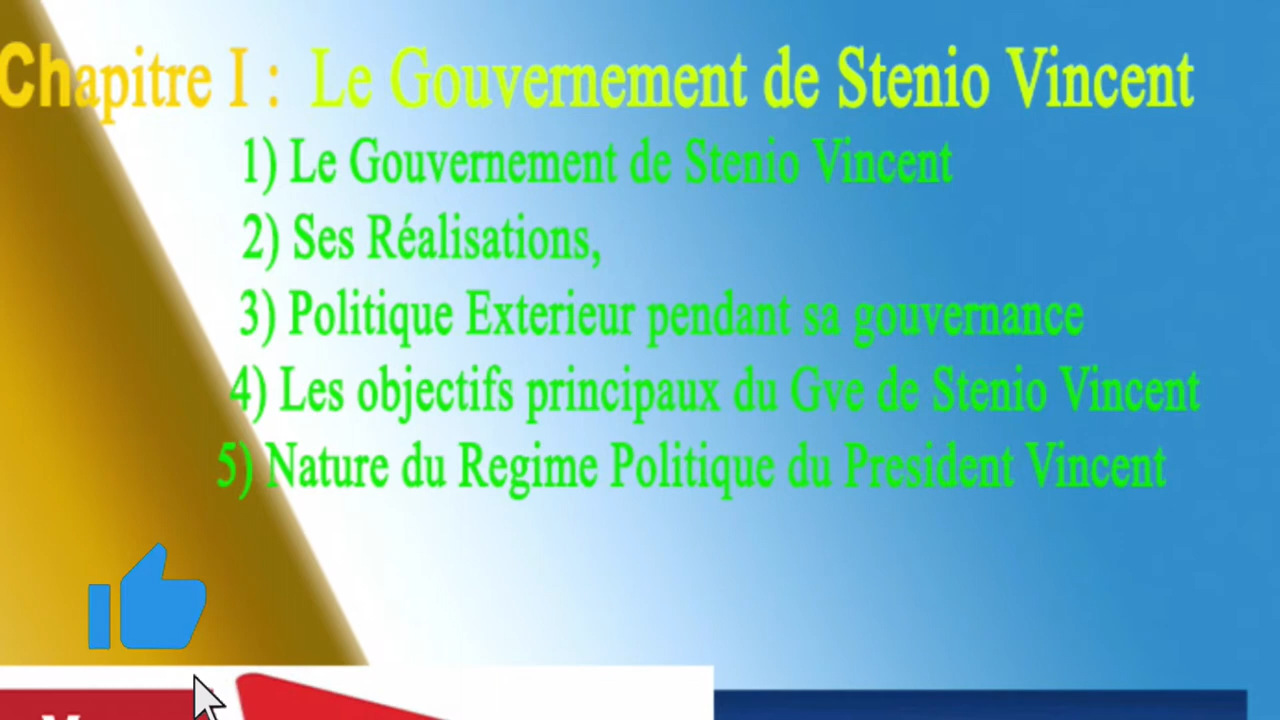 Chapitre I : Le Gouvernement de Stenio Vincent
1) Le Gouvernement de Stenio Vincent
2) Ses Réalisations,
3) Politique Exterieur pendant sa gouvernance
4) Les objectifs principaux du Gve de Stenio Vincent
5) Nature du Regime Politique du President Vincent